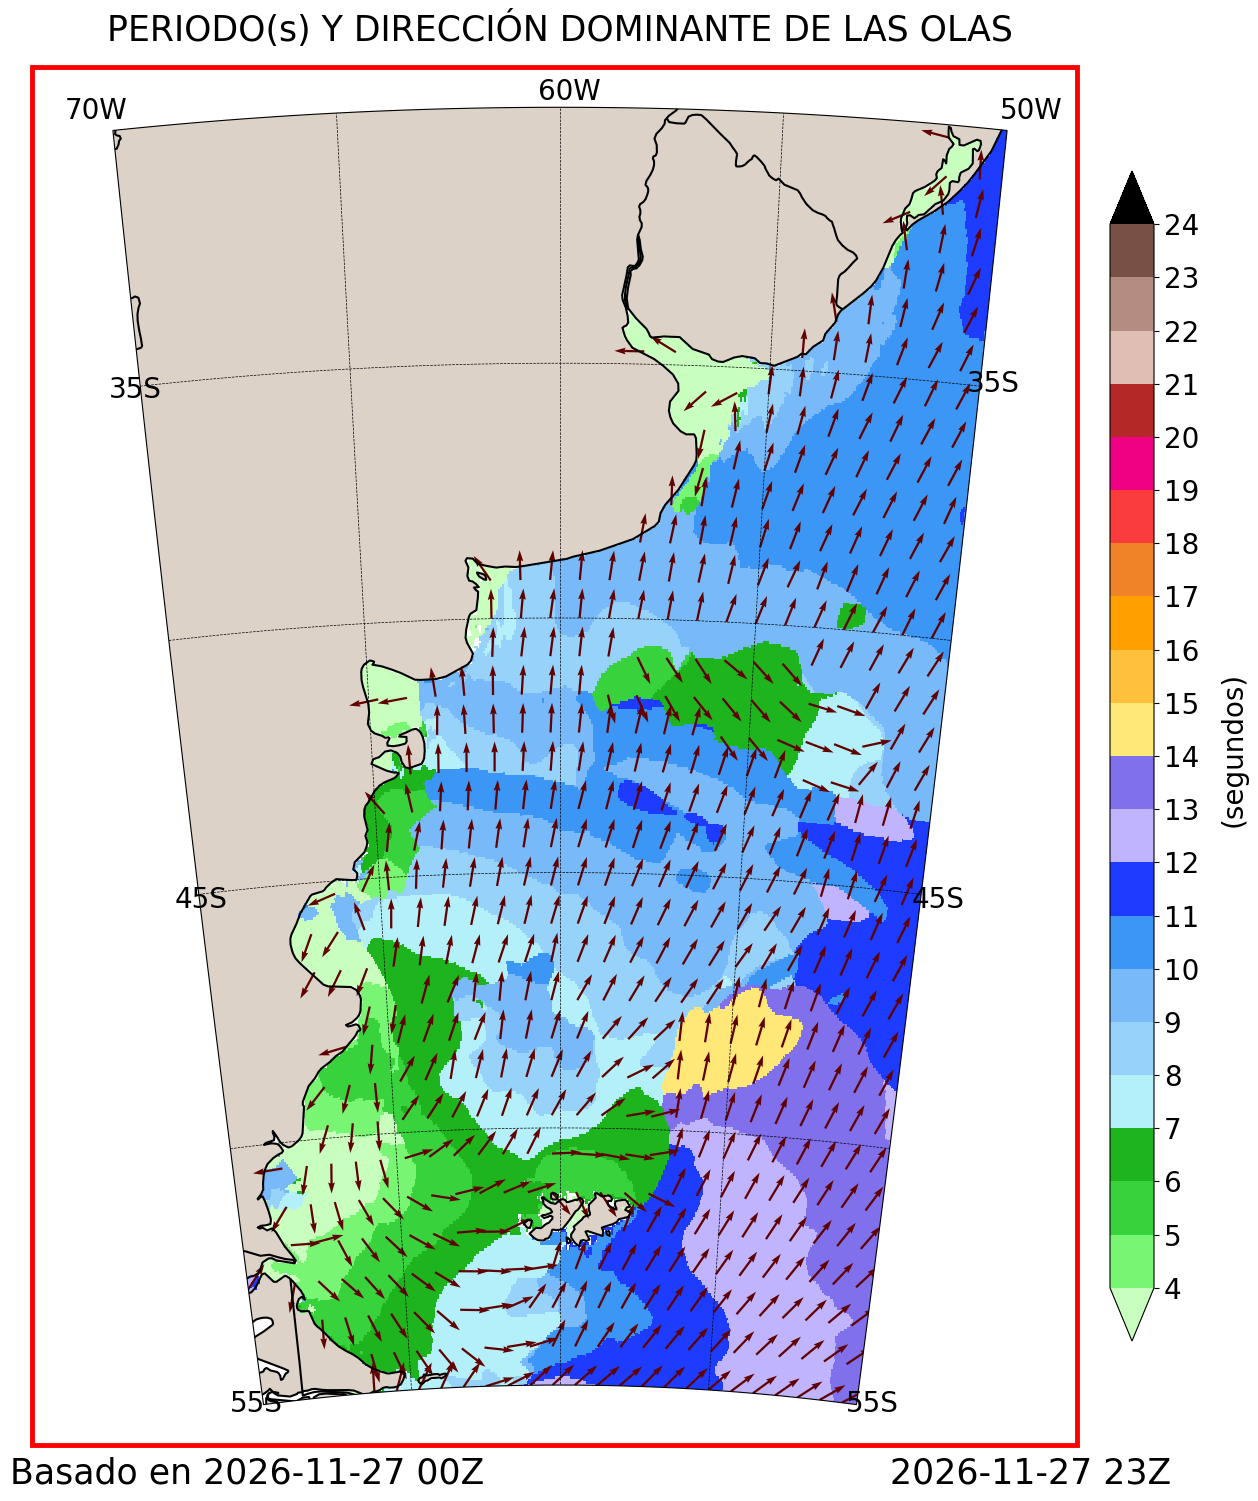 PERIODO(s) Y DIRECCIÓN DOMINANTE DE LAS OLAS
70W
60W
50W
35S
35S
45S
45S
55S
55S
24
23
22
21
20
19
18
17
16
15
14
13
12
11
10
9
8
7
6
5
4
(segundos)
Basado en 2026-11-27 00Z
2026-11-27 23Z